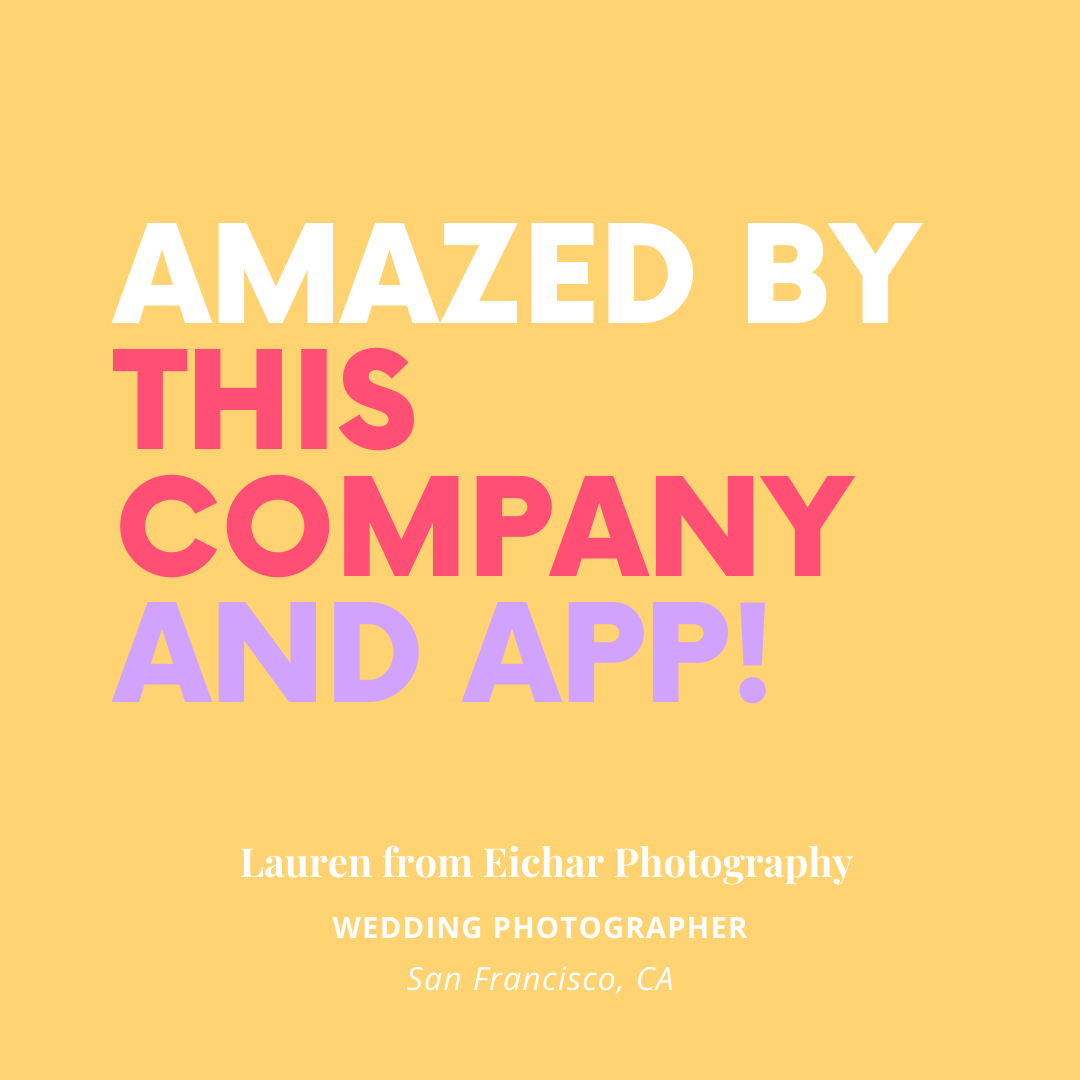 AMAZED BY
THIS
COMPANY
AND APP!
Lauren from Eichar Photography
WEDDING PHOTOGRAPHER
San Francisco, CA